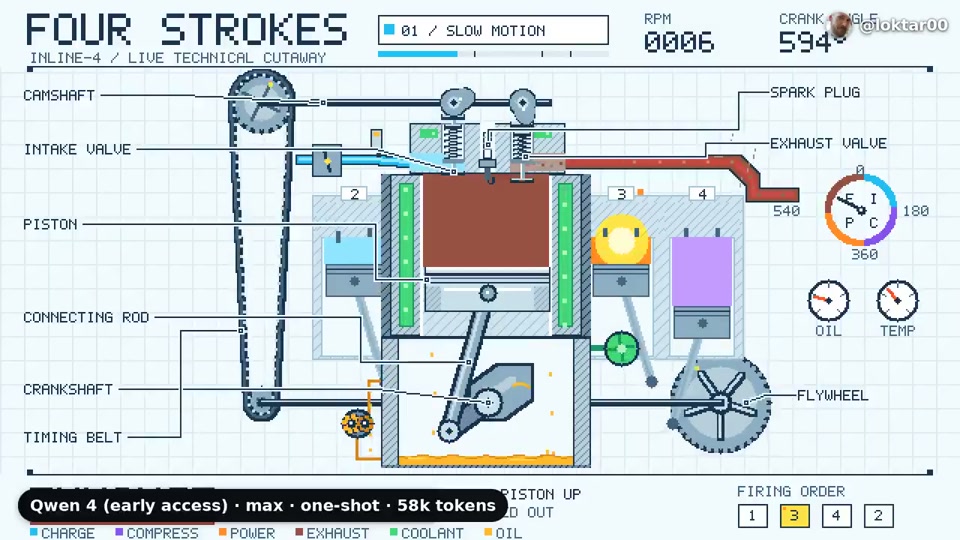 FOUR STROKES
INLINE-4 / LIVE TECHNICAL CUTAWAY
01 / SLOW MOTION
RPM
0006
CRANK
594°
@loktar00
CAMSHAFT
INTAKE VALVE
PISTON
CONNECTING ROD
CRANKSHAFT
TIMING BELT
SPARK PLUG
EXHAUST VALVE
FLYWHEEL
2
3
4
0
E I
P C
180
540
360
OIL
TEMP
Qwen 4 (early access) · max · one-shot · 58k tokens
PISTON UP
OUT
CHARGE
COMPRESS
POWER
EXHAUST
COOLANT
OIL
FIRING ORDER
1 3 4 2